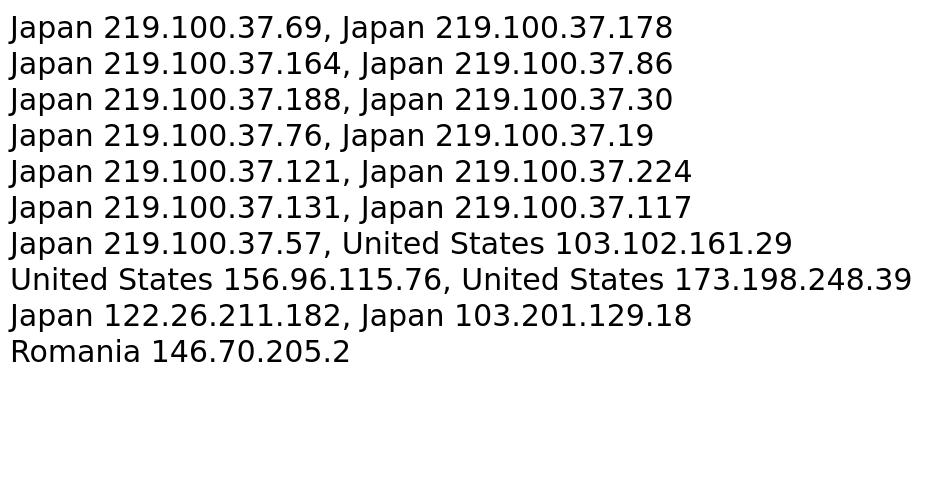 Japan 219.100.37.69, Japan 219.100.37.178
Japan 219.100.37.164, Japan 219.100.37.86
Japan 219.100.37.188, Japan 219.100.37.30
Japan 219.100.37.76, Japan 219.100.37.19
Japan 219.100.37.121, Japan 219.100.37.224
Japan 219.100.37.131, Japan 219.100.37.117
Japan 219.100.37.57, United States 103.102.161.29
United States 156.96.115.76, United States 173.198.248.39
Japan 122.26.211.182, Japan 103.201.129.18
Romania 146.70.205.2